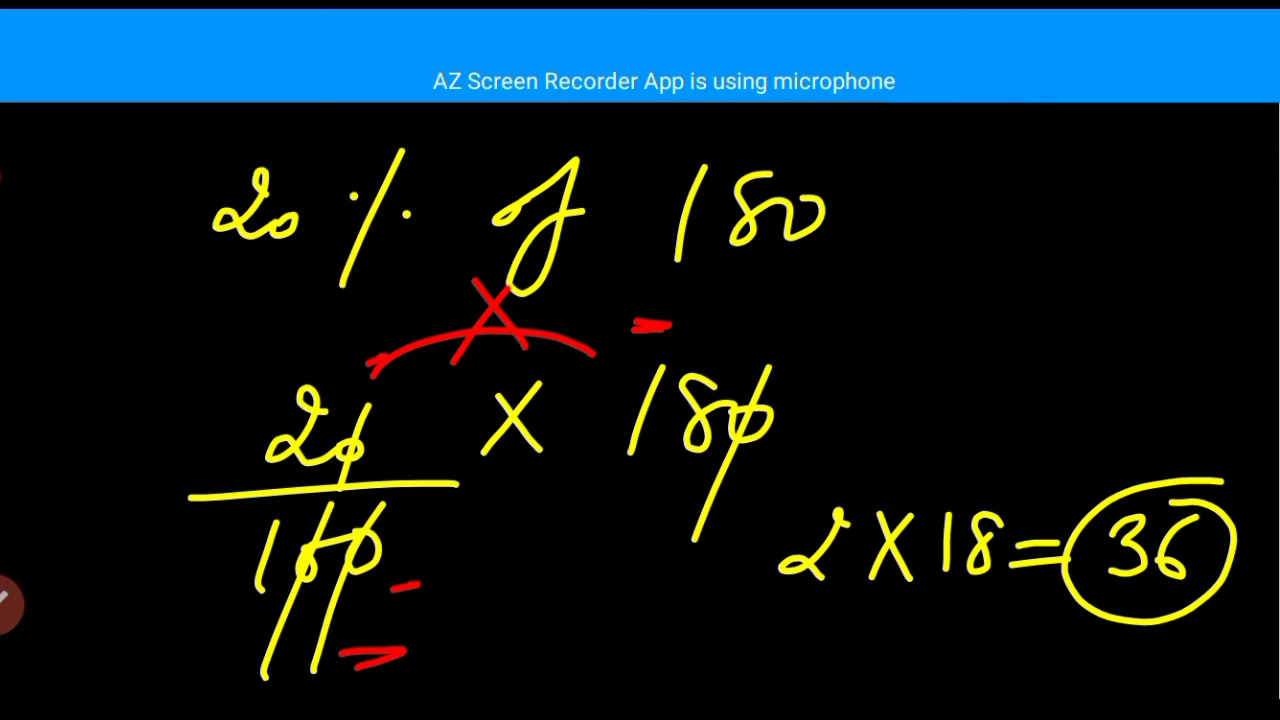 AZ Screen Recorder App is using microphone
20 % of 180
X
20 X 180
100
2 X 18 = 36